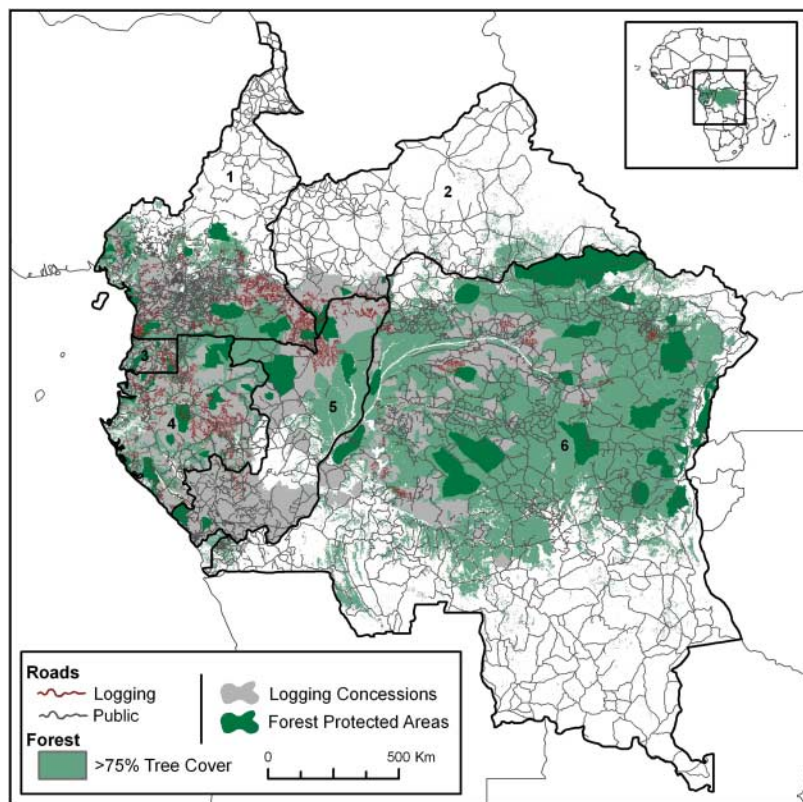 1
2
3
4
5
6
Roads
Logging
Public
Forest
>75% Tree Cover
Logging Concessions
Forest Protected Areas
0 500 Km